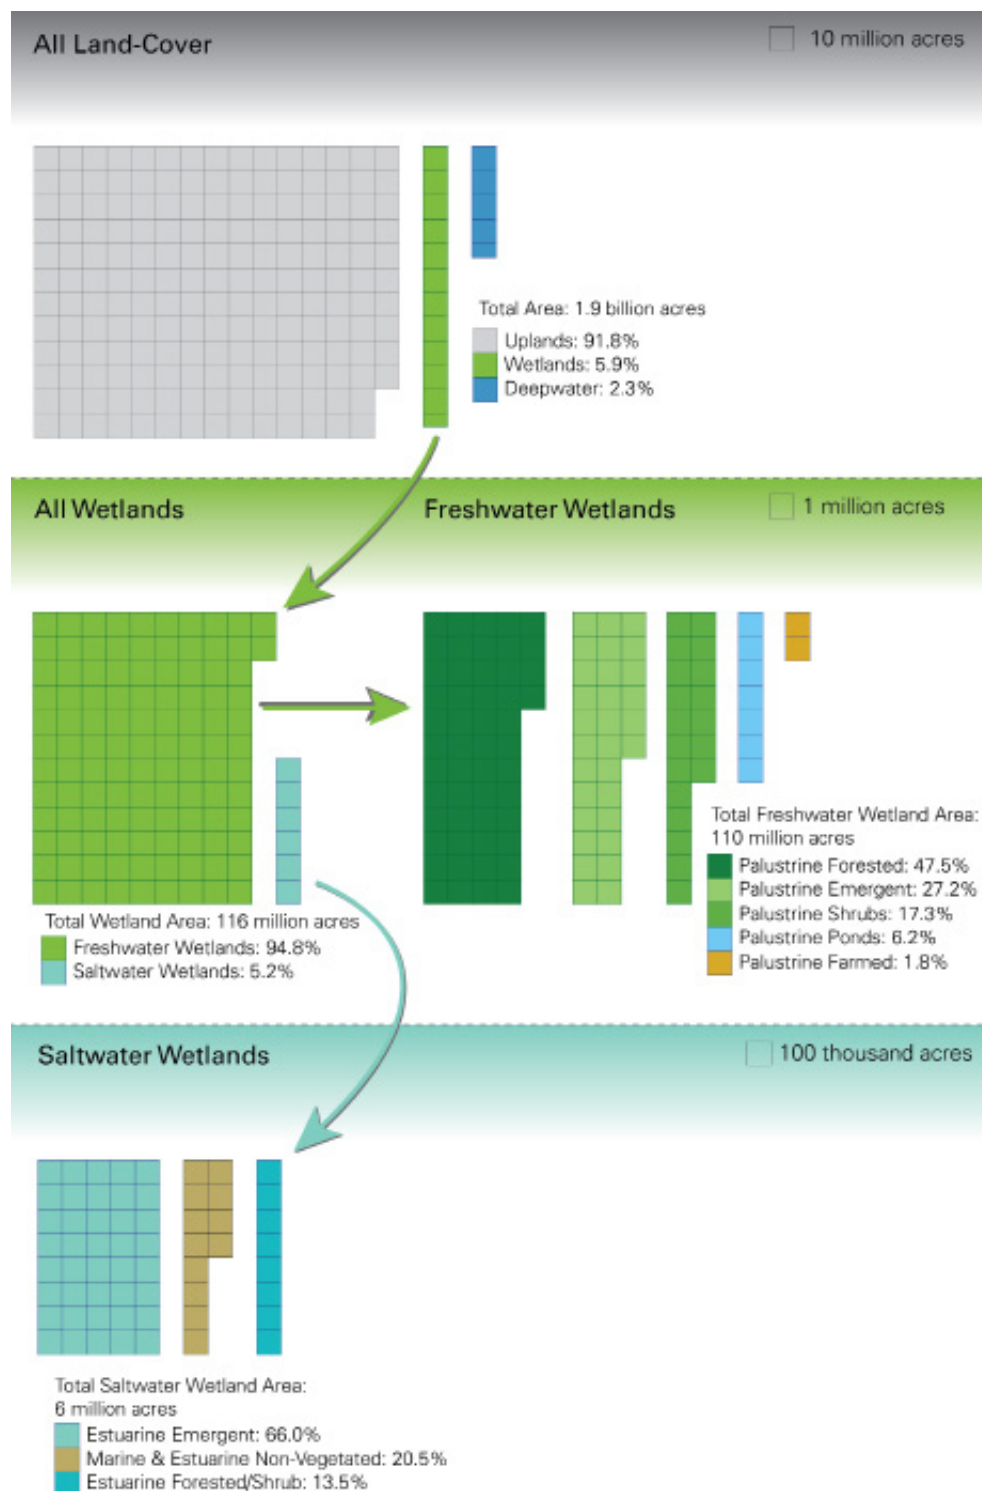 All Land-Cover
10 million acres
Total Area: 1.9 billion acres
Uplands: 91.8%
Wetlands: 5.9%
Deepwater: 2.3%
All Wetlands
Freshwater Wetlands
1 million acres
Total Wetland Area: 116 million acres
Freshwater Wetlands: 94.8%
Saltwater Wetlands: 5.2%
Total Freshwater Wetland Area:
110 million acres
Palustrine Forested: 47.5%
Palustrine Emergent: 27.2%
Palustrine Shrubs: 17.3%
Palustrine Ponds: 6.2%
Palustrine Farmed: 1.8%
Saltwater Wetlands
100 thousand acres
Total Saltwater Wetland Area:
6 million acres
Estuarine Emergent: 66.0%
Marine & Estuarine Non-Vegetated: 20.5%
Estuarine Forested/Shrub: 13.5%